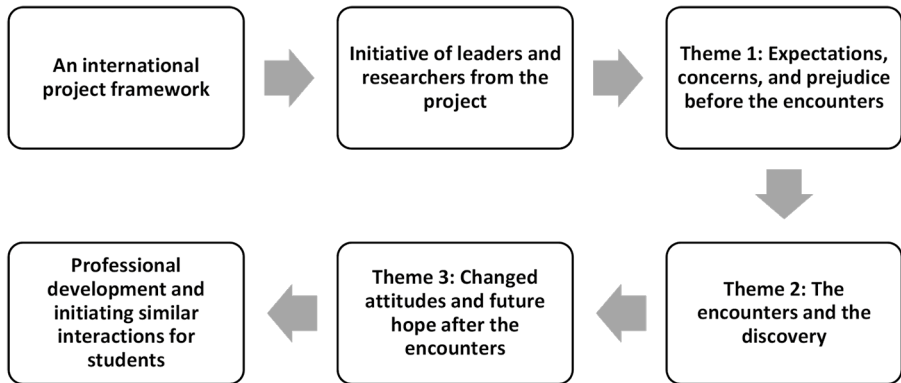 An international
project framework
Initiative of leaders and
researchers from the
project
Theme 1: Expectations,
concerns, and prejudice
before the encounters
Theme 2: The
encounters and the
discovery
Theme 3: Changed
attitudes and future
hope after the
encounters
Professional
development and
initiating similar
interactions for
students